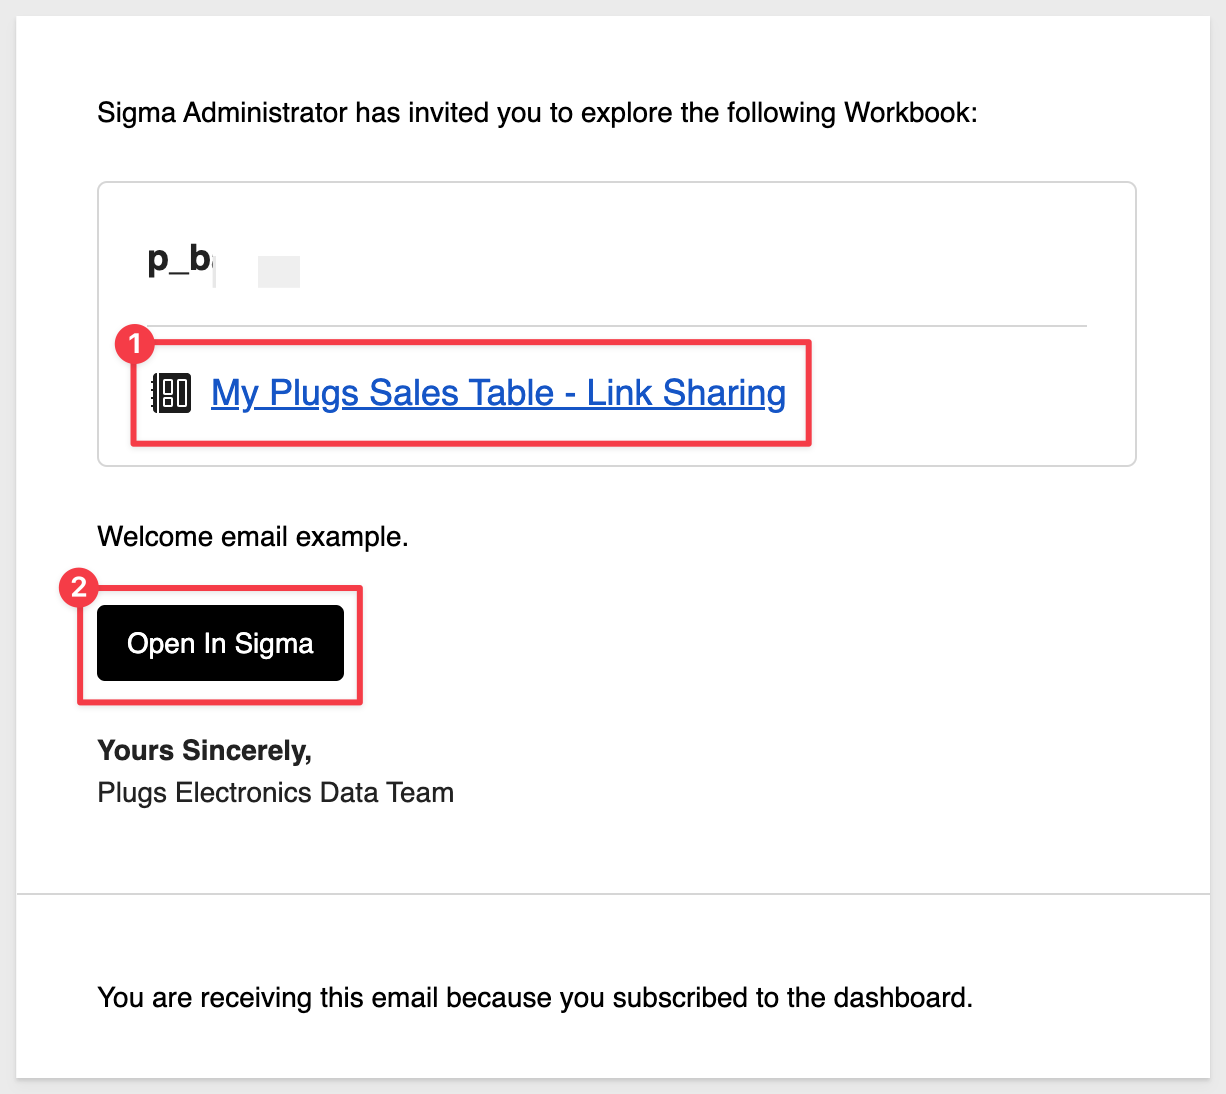 Sigma Administrator has invited you to explore the following Workbook:
1
My Plugs Sales Table - Link Sharing
Welcome email example.
2
Open In Sigma
Yours Sincerely,
Plugs Electronics Data Team
You are receiving this email because you subscribed to the dashboard.